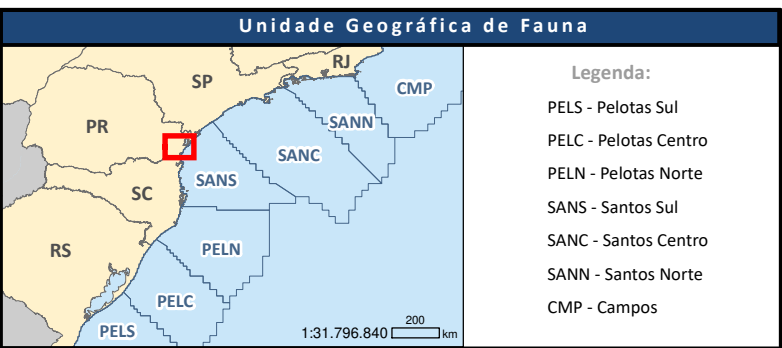 Unidade Geográfica de Fauna
RJ
SP
CMP
SANN
PR
SANC
SANS
SC
PELN
RS
PELC
PELS
200
1:31.796.840 km
Legenda:
PELS - Pelotas Sul
PELC - Pelotas Centro
PELN - Pelotas Norte
SANS - Santos Sul
SANC - Santos Centro
SANN - Santos Norte
CMP - Campos